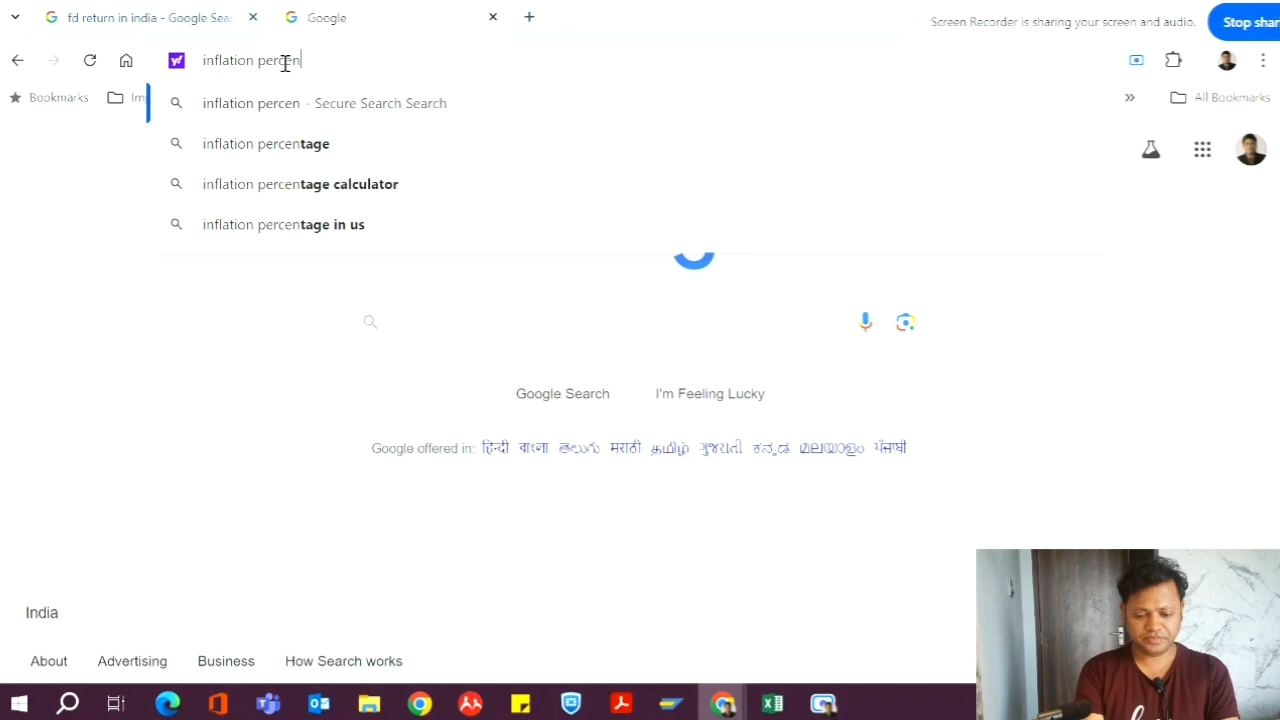 fd return in india - Google Sea
Google
Screen Recorder is sharing your screen and audio.
Stop shar
inflation percen
Bookmarks
Im
All Bookmarks
inflation percen - Secure Search Search
inflation percentage
inflation percentage calculator
inflation percentage in us
Google Search
I'm Feeling Lucky
Google offered in: हिन्दी বাংলা తెలుగు मराठी தமிழ் ગુજરાતી ಕನ್ನಡ മലയാളം ਪੰਜਾਬੀ
India
About
Advertising
Business
How Search works